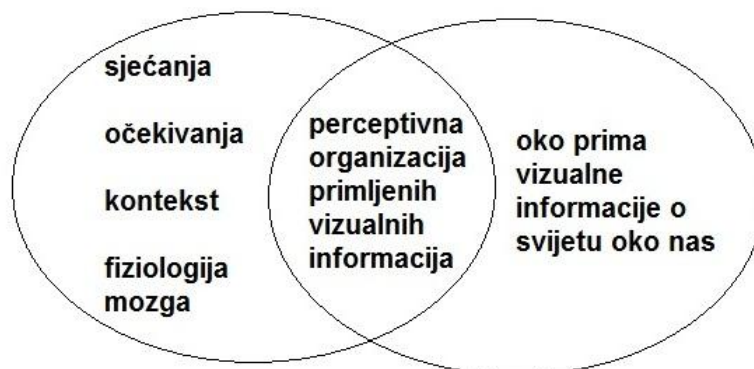 sjećanja
očekivanja
kontekst
fiziologija
mozga
perceptivna
organizacija
primljenih
vizualnih
informacija
oko prima
vizualne
informacije o
svijetu oko nas